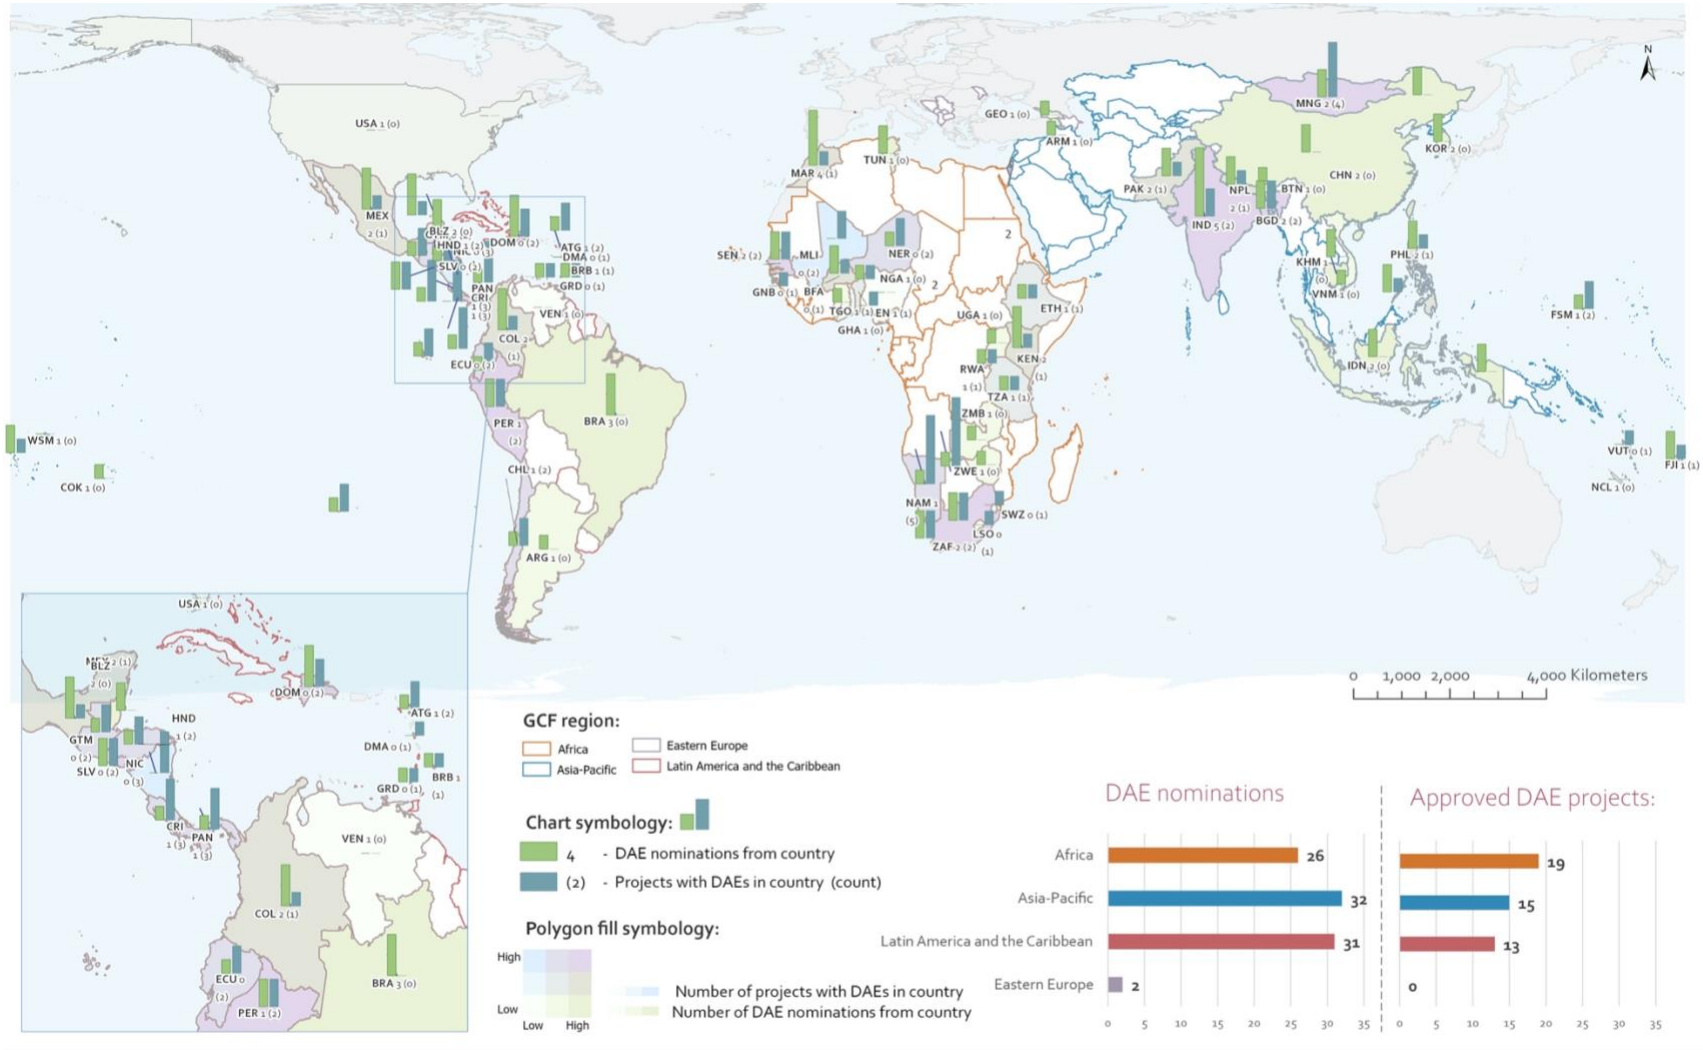 N
USA 1 (0)
GEO 1 (0)
ARM 1 (0)
MNG 2 (4)
KOR 2 (0)
MAR 4 (1)
TUN 1 (0)
CHN 2 (0)
PAK 2 (1)
NPL
2 (1)
BTN 1 (0)
BGD 2 (2)
IND 5 (2)
MEX
2 (1)
BLZ 2 (0)
HND 1 (2)
SLV 0 (2)
DOM 0 (2)
ATG 1 (2)
DMA 0 (1)
BRB 1 (1)
GRD 0 (1)
PAN
CRI
1 (3)
1 (3)
VEN 1 (0)
COL 2
(1)
ECU 0 (2)
PER 1
(2)
BRA 3 (0)
CHL 1 (2)
ARG 1 (0)
WSM 1 (0)
COK 1 (0)
SEN 2 (2)
MLI
0 (2)
NER 0 (2)
2
NGA 1 (0)
2
GNB 0 (1)
BFA
0 (1)
TGO 1 (1)
EN 1 (1)
GHA 1 (0)
ETH 1 (1)
UGA 1 (0)
KEN 2
(1)
RWA
1 (1)
TZA 1 (1)
ZMB 1 (0)
ZWE 1 (0)
NAM 1
(5)
SWZ 0 (1)
LSO 0
(1)
ZAF 2 (2)
KHM 1
(0)
VNM 1 (0)
PHL 2 (1)
IDN 2 (0)
FSM 1 (2)
VUT 0 (1)
FJI 1 (1)
NCL 1 (0)
0 1,000 2,000 4,000 Kilometers
USA 1 (0)
MEX 2 (1)
BLZ
2 (0)
DOM 0 (2)
ATG 1 (2)
HND
1 (2)
GTM
0 (2)
DMA 0 (1)
SLV 0 (2)
NIC
0 (3)
BRB 1
(1)
GRD 0 (1)
CRI
1 (3)
PAN
1 (3)
VEN 1 (0)
COL 2 (1)
ECU 0
(2)
BRA 3 (0)
PER 1 (2)
GCF region:
Africa
Eastern Europe
Asia-Pacific
Latin America and the Caribbean
Chart symbology:
4 - DAE nominations from country
(2) - Projects with DAEs in country (count)
Polygon fill symbology:
High
Low
Low High
Number of projects with DAEs in country
Number of DAE nominations from country
DAE nominations
Africa 26
Asia-Pacific 32
Latin America and the Caribbean 31
Eastern Europe 2
0 5 10 15 20 25 30 35
Approved DAE projects:
19
15
13
0
0 5 10 15 20 25 30 35